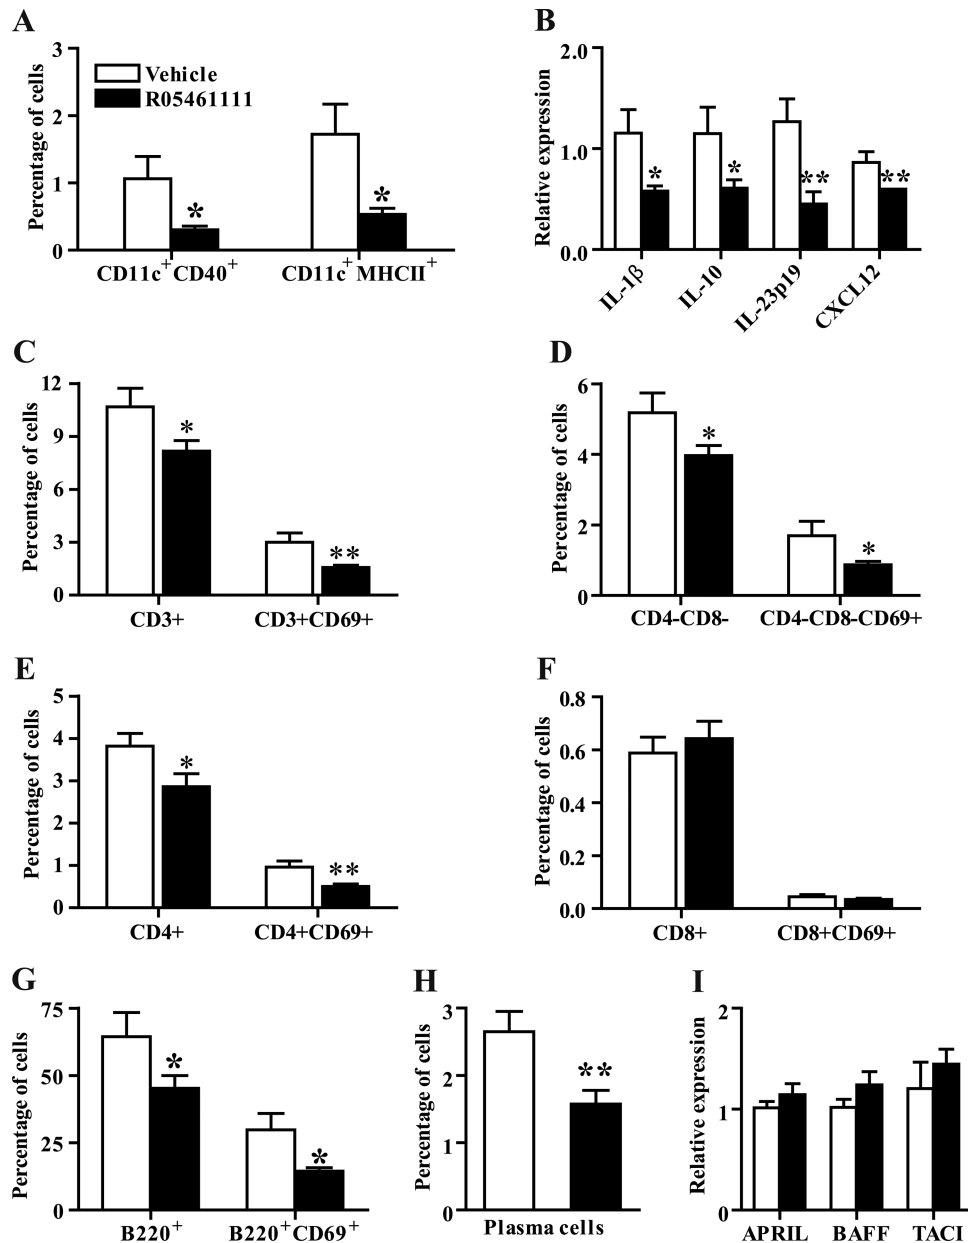 A
Percentage of cells
3
2
1
0
Vehicle
R05461111
*
*
CD11c+CD40+
CD11c+MHCII+
B
Relative expression
2.0
1.0
0.0
*
*
**
**
IL-1β
IL-10
IL-23p19
CXCL12
C
Percentage of cells
12
9
6
3
0
*
**
CD3+
CD3+CD69+
D
Percentage of cells
6
4
2
0
*
*
CD4-CD8-
CD4-CD8-CD69+
E
Percentage of cells
5
4
3
2
1
0
*
**
CD4+
CD4+CD69+
F
Percentage of cells
0.8
0.6
0.4
0.2
0.0
CD8+
CD8+CD69+
G
Percentage of cells
75
50
25
0
*
*
B220+
B220+CD69+
H
Percentage of cells
3
2
1
0
**
Plasma cells
I
Relative expression
2
1
0
APRIL
BAFF
TACI